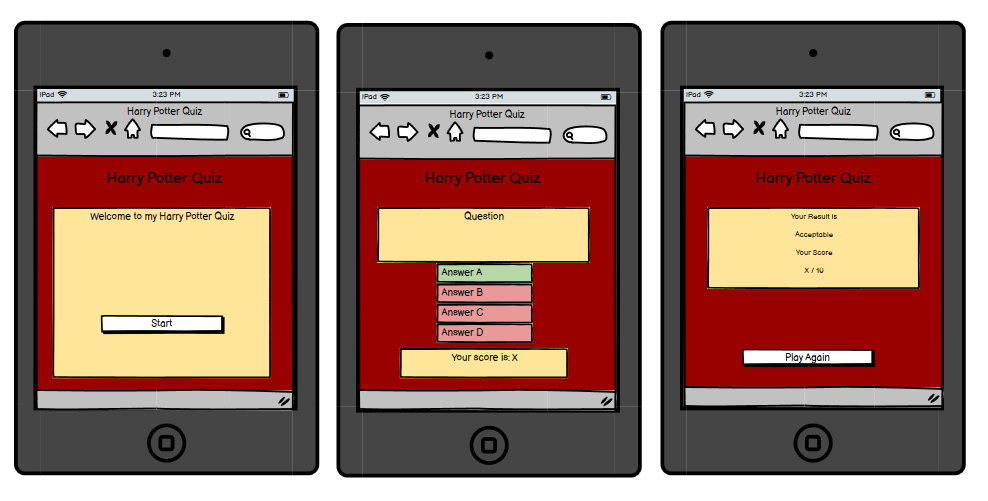 iPad 3:23 PM
Harry Potter Quiz
Harry Potter Quiz
Welcome to my Harry Potter Quiz
Start
iPad 3:23 PM
Harry Potter Quiz
Harry Potter Quiz
Question
Answer A
Answer B
Answer C
Answer D
Your score is: X
iPad 3:23 PM
Harry Potter Quiz
Harry Potter Quiz
Your Result is
Acceptable
Your Score
X / 10
Play Again